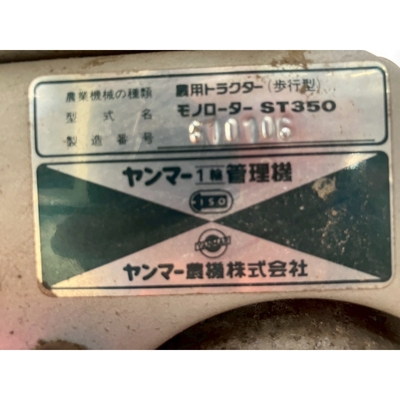 農業機械の種類 農用トラクター(歩行型)
型式名 モノローター ST350
製造番号
ヤンマー1輪管理機
ISO
ヤンマー農機株式会社